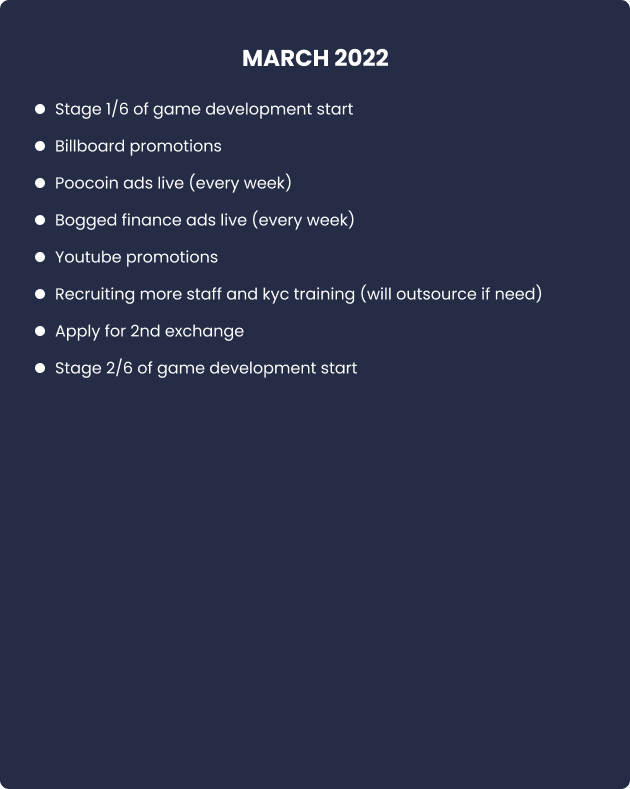 MARCH 2022
Stage 1/6 of game development start
Billboard promotions
Poocoin ads live (every week)
Bogged finance ads live (every week)
Youtube promotions
Recruiting more staff and kyc training (will outsource if need)
Apply for 2nd exchange
Stage 2/6 of game development start